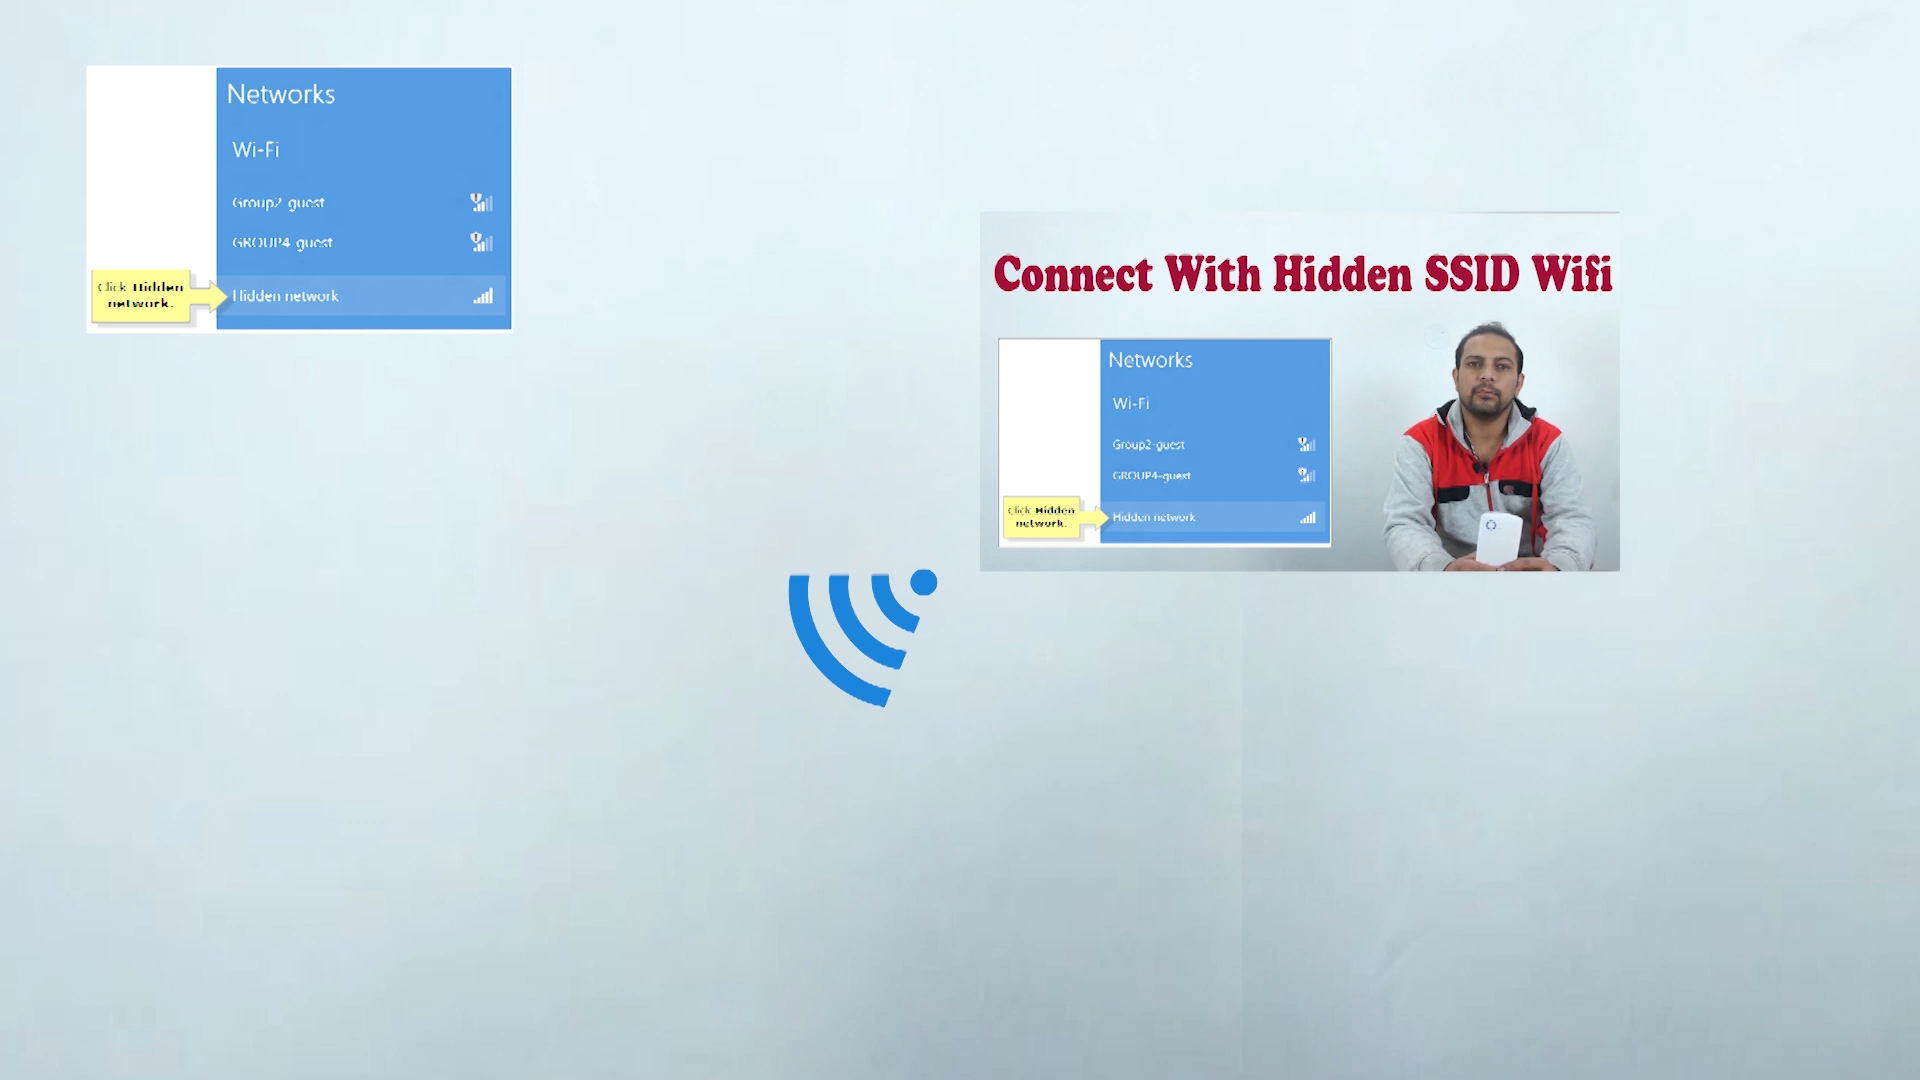 Networks
Wi-Fi
Group2-guest
GROUP4-guest
Click Hidden
network.
Hidden network
Connect With Hidden SSID Wifi
Networks
Wi-Fi
Group2-guest
GROUP4-guest
Click Hidden
network.
Hidden network